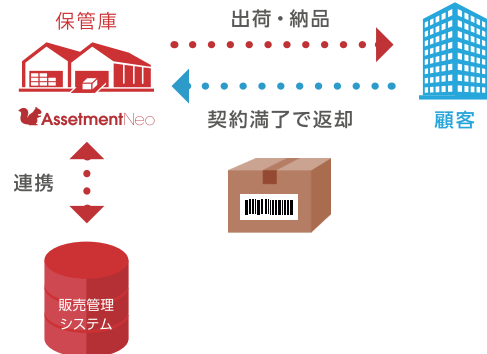 保管庫
出荷・納品
AssetmentNeo
契約満了で返却
顧客
連携
販売管理
システム